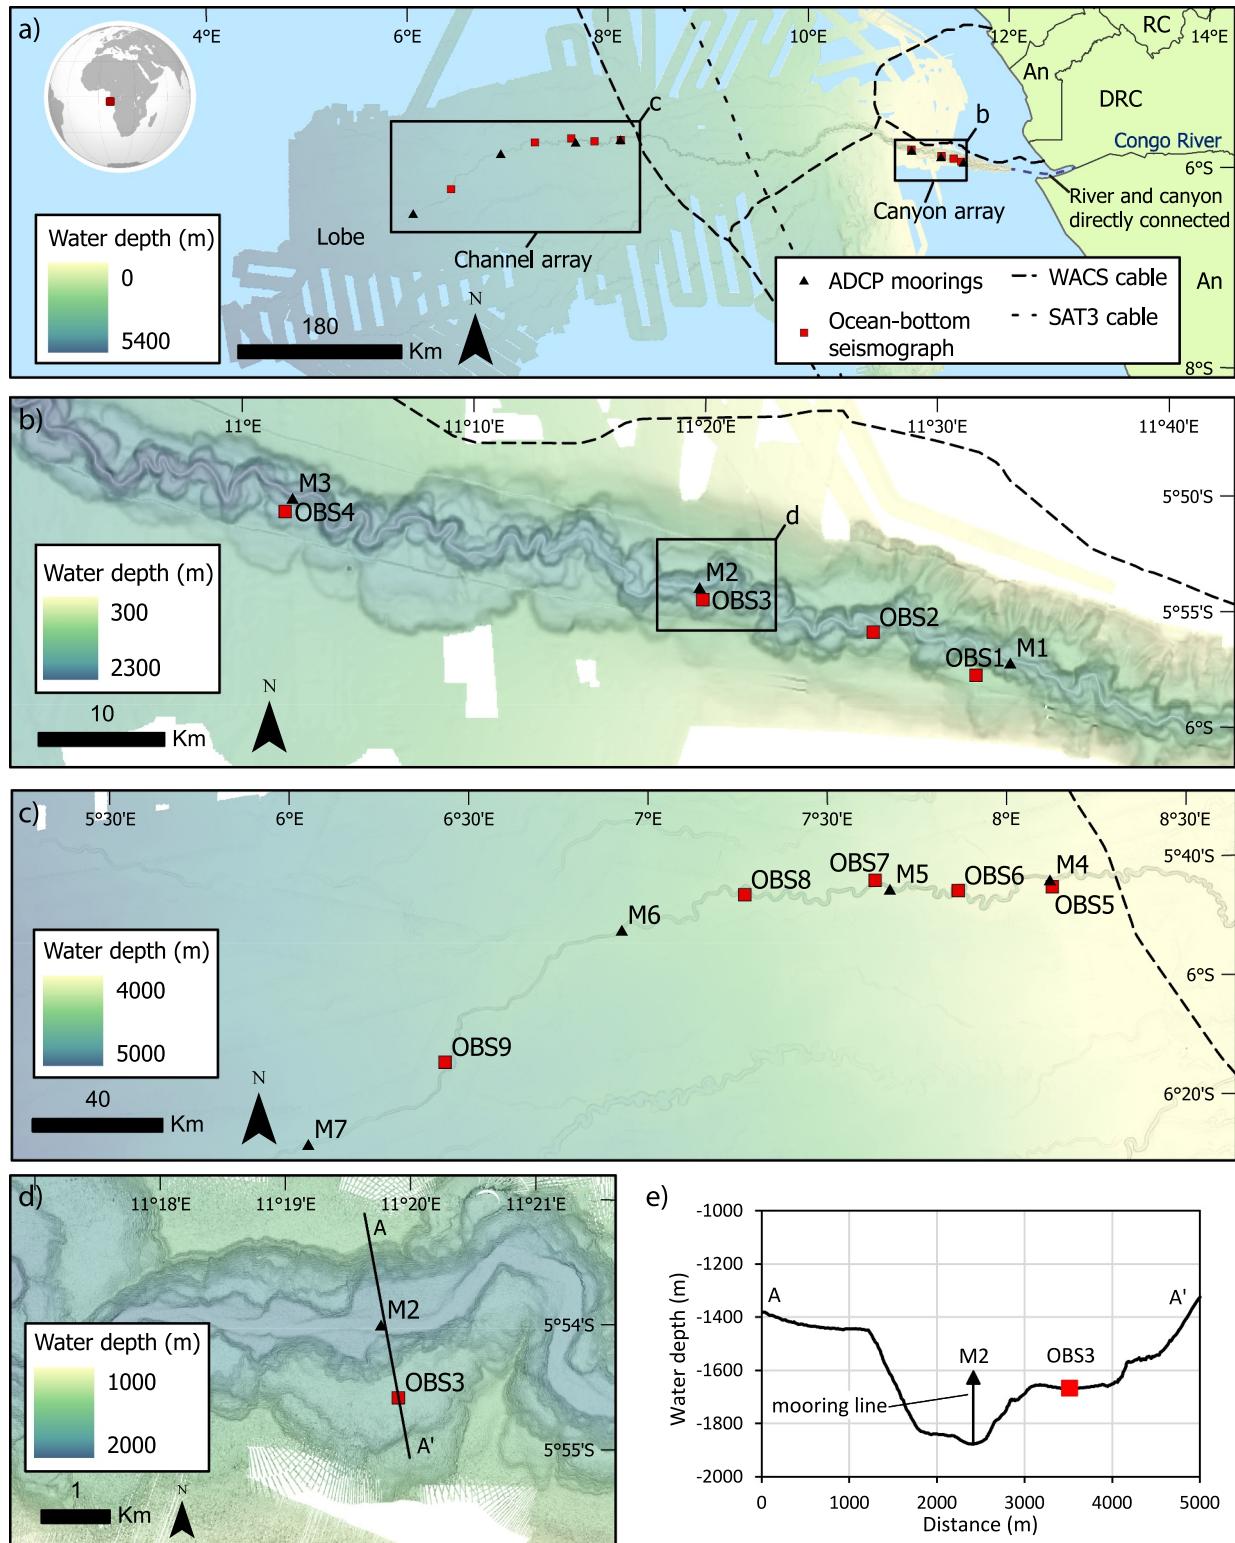 a)
4°E
6°E
8°E
10°E
12°E
14°E
RC
An
DRC
c
b
Congo River
6°S
River and canyon
directly connected
Canyon array
Lobe
Channel array
Water depth (m)
0
5400
180
Km
N
ADCP moorings
Ocean-bottom
seismograph
WACS cable
SAT3 cable
An
8°S
b)
11°E
11°10'E
11°20'E
11°30'E
11°40'E
M3
OBS4
5°50'S
d
M2
OBS3
OBS2
5°55'S
OBS1
M1
6°S
Water depth (m)
300
2300
10
Km
N
c)
5°30'E
6°E
6°30'E
7°E
7°30'E
8°E
8°30'E
5°40'S
OBS8
OBS7
M5
OBS6
M4
OBS5
M6
6°S
OBS9
6°20'S
M7
Water depth (m)
4000
5000
40
Km
N
d)
11°18'E
11°19'E
11°20'E
11°21'E
A
M2
5°54'S
OBS3
A'
5°55'S
Water depth (m)
1000
2000
1
Km
N
e)
-1000
-1200
-1400
-1600
-1800
-2000
Water depth (m)
A
A'
M2
OBS3
mooring line
0
1000
2000
3000
4000
5000
Distance (m)